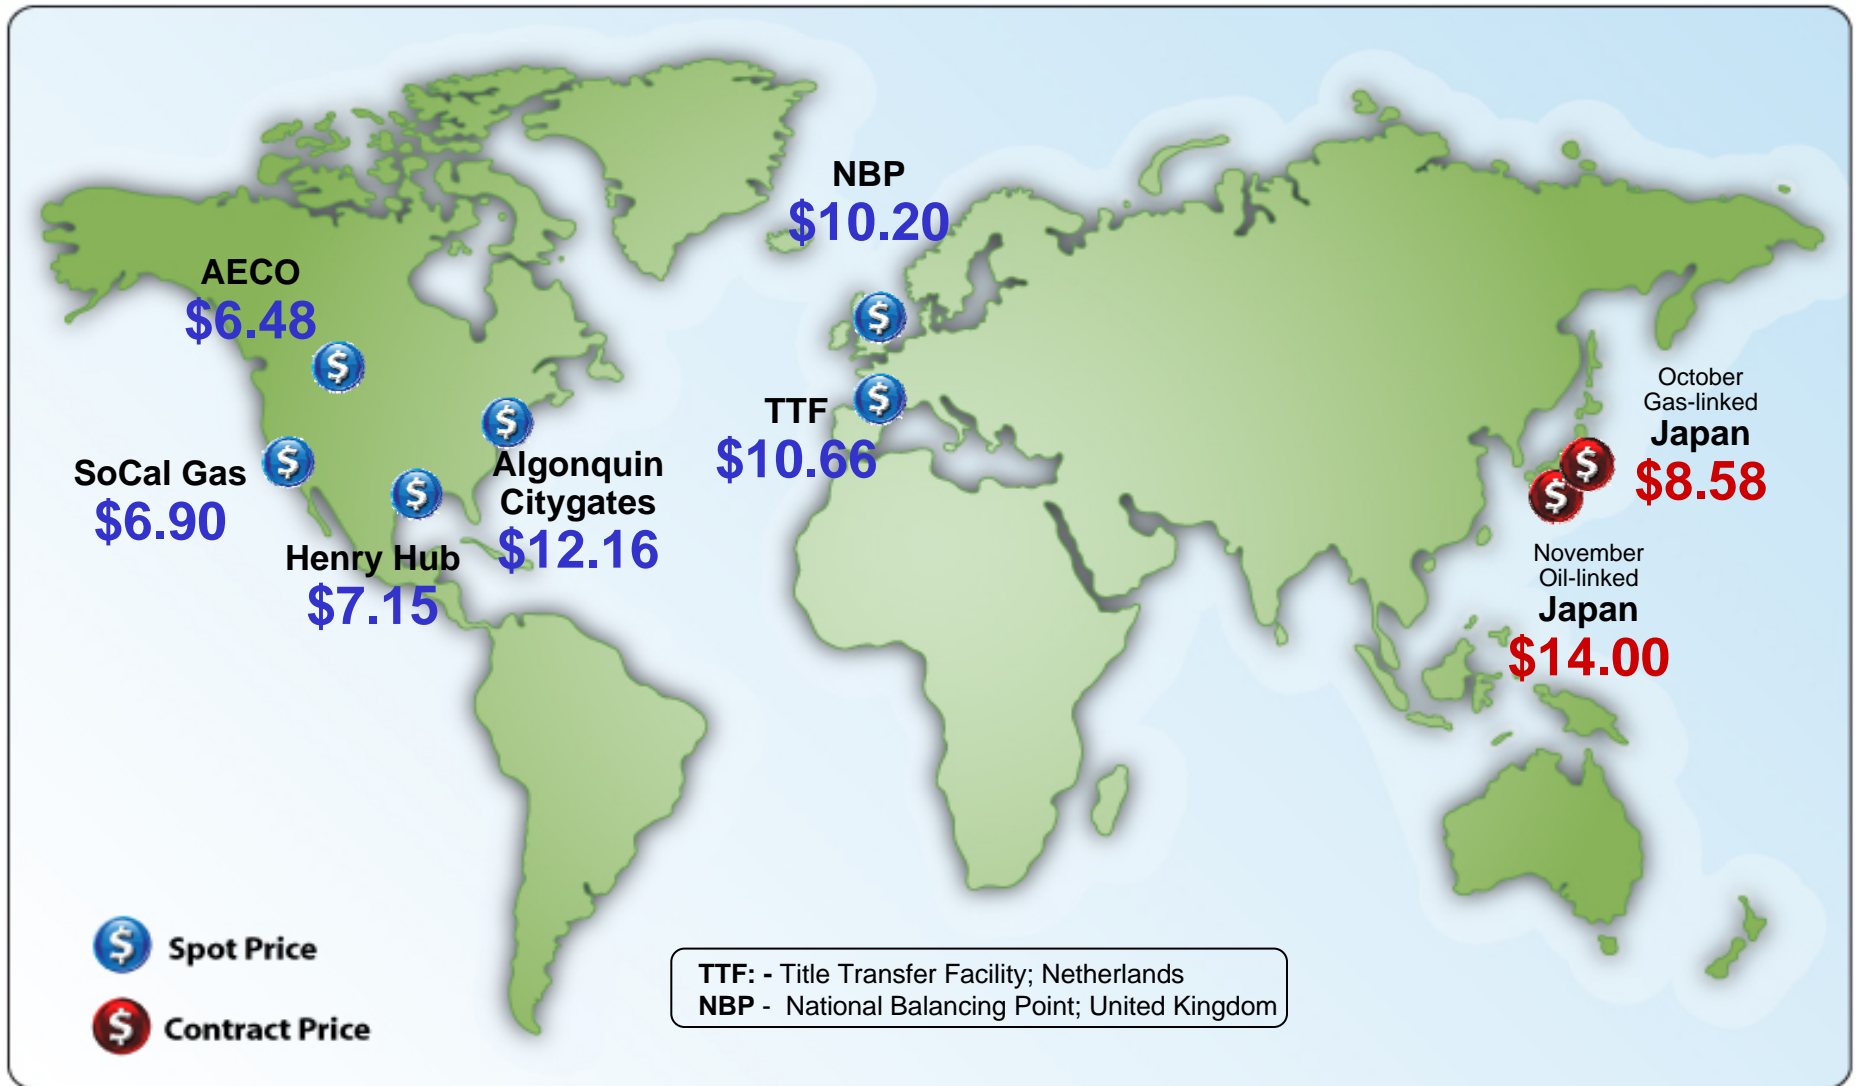 NBP
$10.20
AECO
$6.48
TTF
$10.66
SoCal Gas
$6.90
Algonquin
Citygates
$12.16
Henry Hub
$7.15
October
Gas-linked
Japan
$8.58
November
Oil-linked
Japan
$14.00
Spot Price
Contract Price
TTF: - Title Transfer Facility; Netherlands
NBP - National Balancing Point; United Kingdom